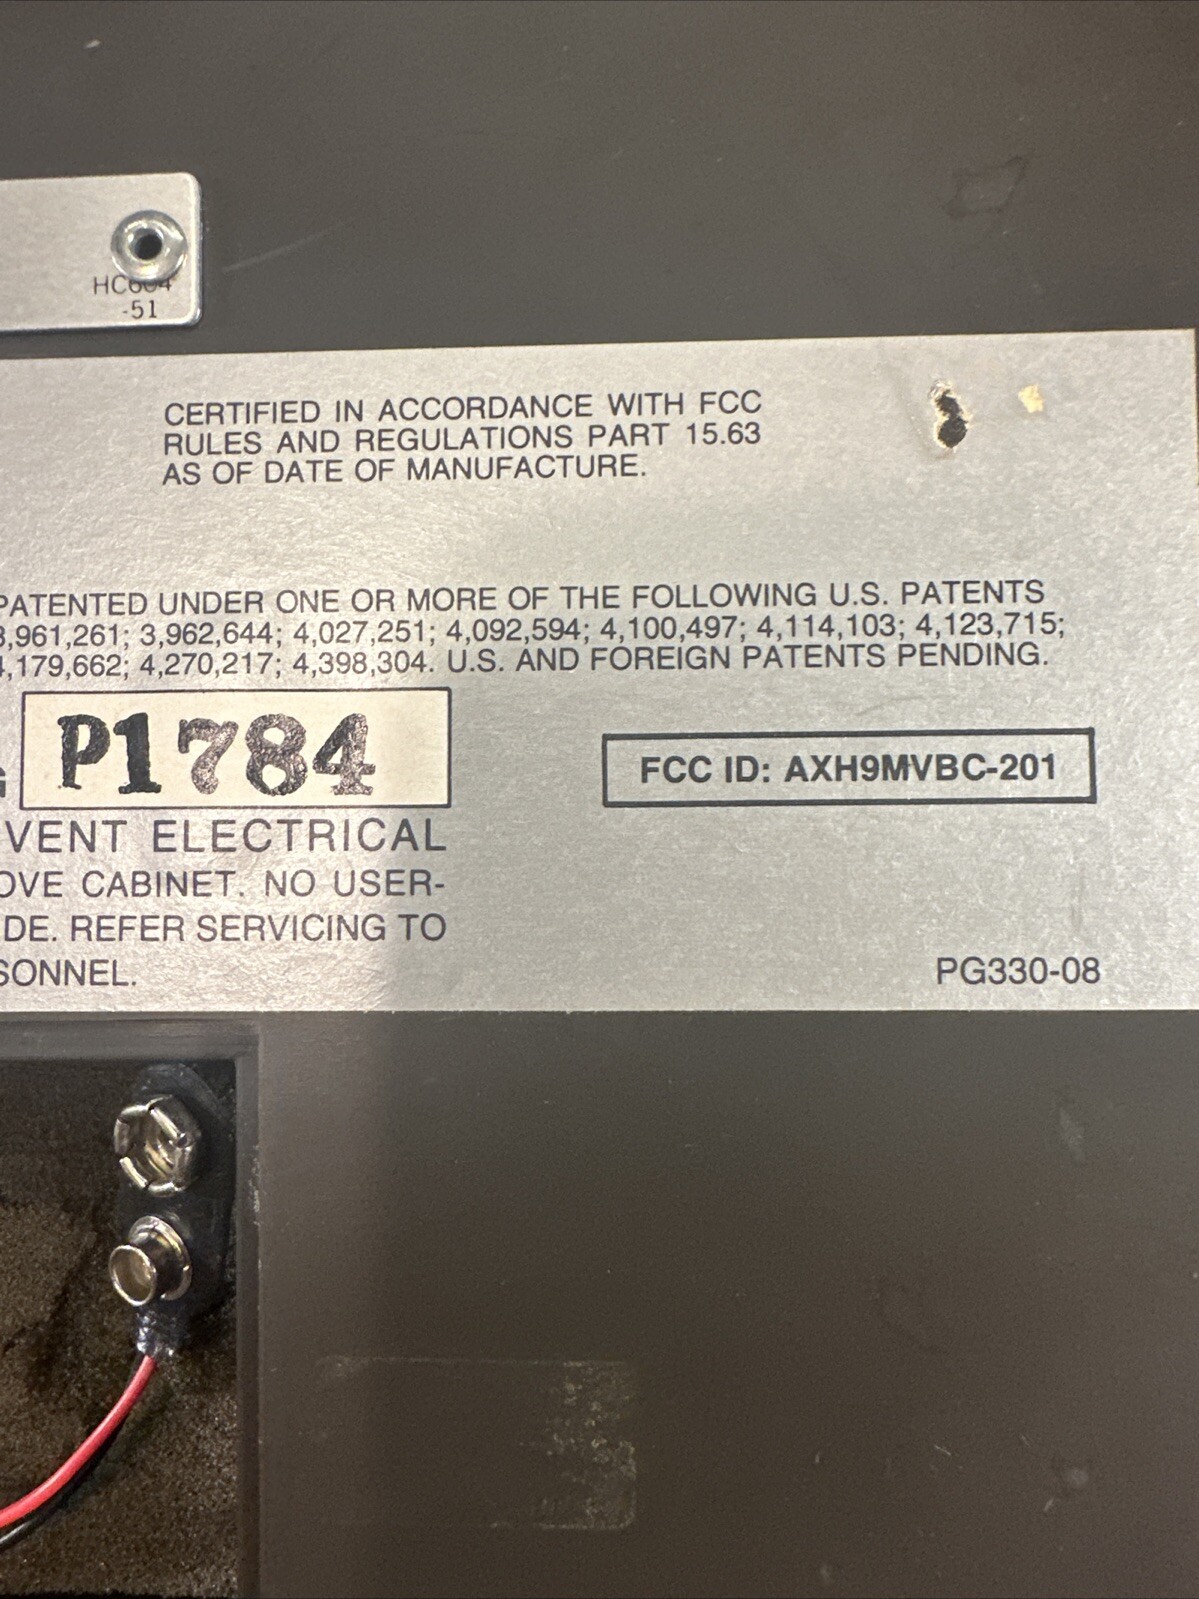 HC604
-51
CERTIFIED IN ACCORDANCE WITH FCC
RULES AND REGULATIONS PART 15.63
AS OF DATE OF MANUFACTURE.
PATENTED UNDER ONE OR MORE OF THE FOLLOWING U.S. PATENTS
3,961,261; 3,962,644; 4,027,251; 4,092,594; 4,100,497; 4,114,103; 4,123,715;
4,179,662; 4,270,217; 4,398,304. U.S. AND FOREIGN PATENTS PENDING.
G P1784
FCC ID: AXH9MVBC-201
VENT ELECTRICAL
OVE CABINET. NO USER-
DE. REFER SERVICING TO
SONNEL.
PG330-08